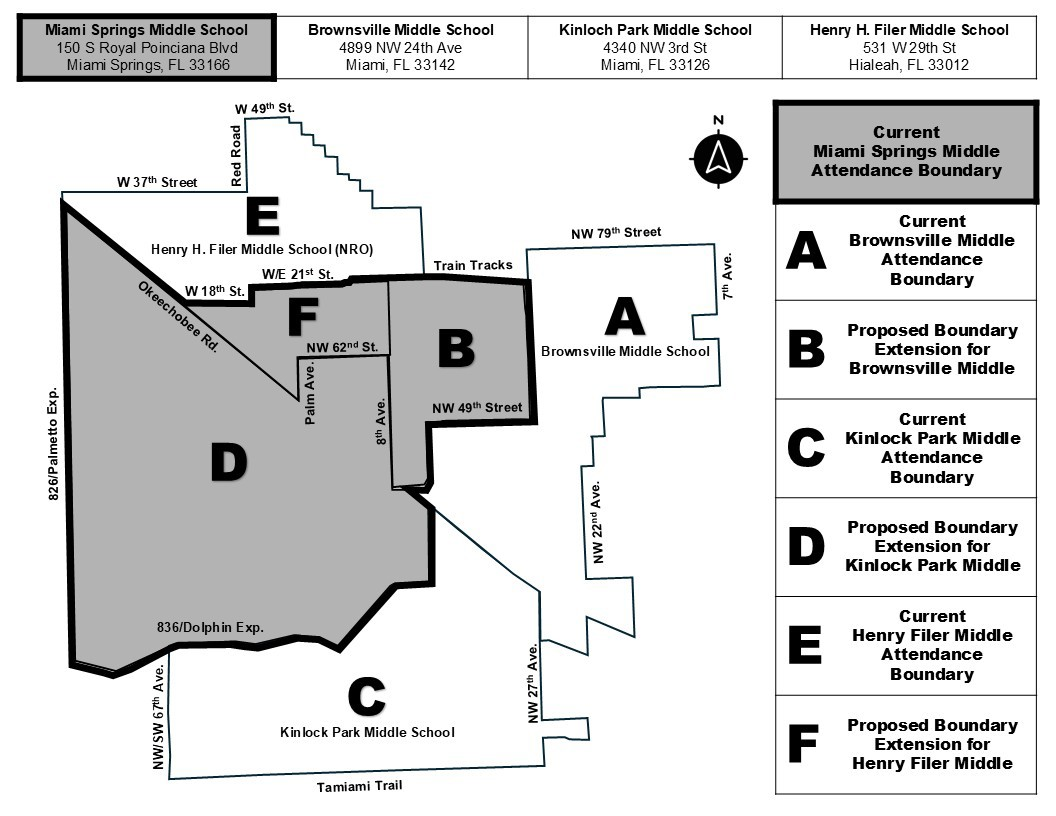 Miami Springs Middle School
150 S Royal Poinciana Blvd
Miami Springs, FL 33166
Brownsville Middle School
4899 NW 24th Ave
Miami, FL 33142
Kinloch Park Middle School
4340 NW 3rd St
Miami, FL 33126
Henry H. Filer Middle School
531 W 29th St
Hialeah, FL 33012
W 49th St.
Red Road
W 37th Street
E
Henry H. Filer Middle School (NRO)
W/E 21st St.
Train Tracks
W 18th St.
Okeechobee Rd.
F
NW 62nd St.
Palm Ave.
8th Ave.
B
NW 49th Street
NW 79th Street
7th Ave.
A
Brownsville Middle School
826/Palmetto Exp.
D
NW 22nd Ave.
836/Dolphin Exp.
NW/SW 67th Ave.
C
Kinlock Park Middle School
NW 27th Ave.
Tamiami Trail
N
Current
Miami Springs Middle
Attendance Boundary
A
Current
Brownsville Middle
Attendance
Boundary
B
Proposed Boundary
Extension for
Brownsville Middle
C
Current
Kinlock Park Middle
Attendance
Boundary
D
Proposed Boundary
Extension for
Kinlock Park Middle
E
Current
Henry Filer Middle
Attendance
Boundary
F
Proposed Boundary
Extension for
Henry Filer Middle